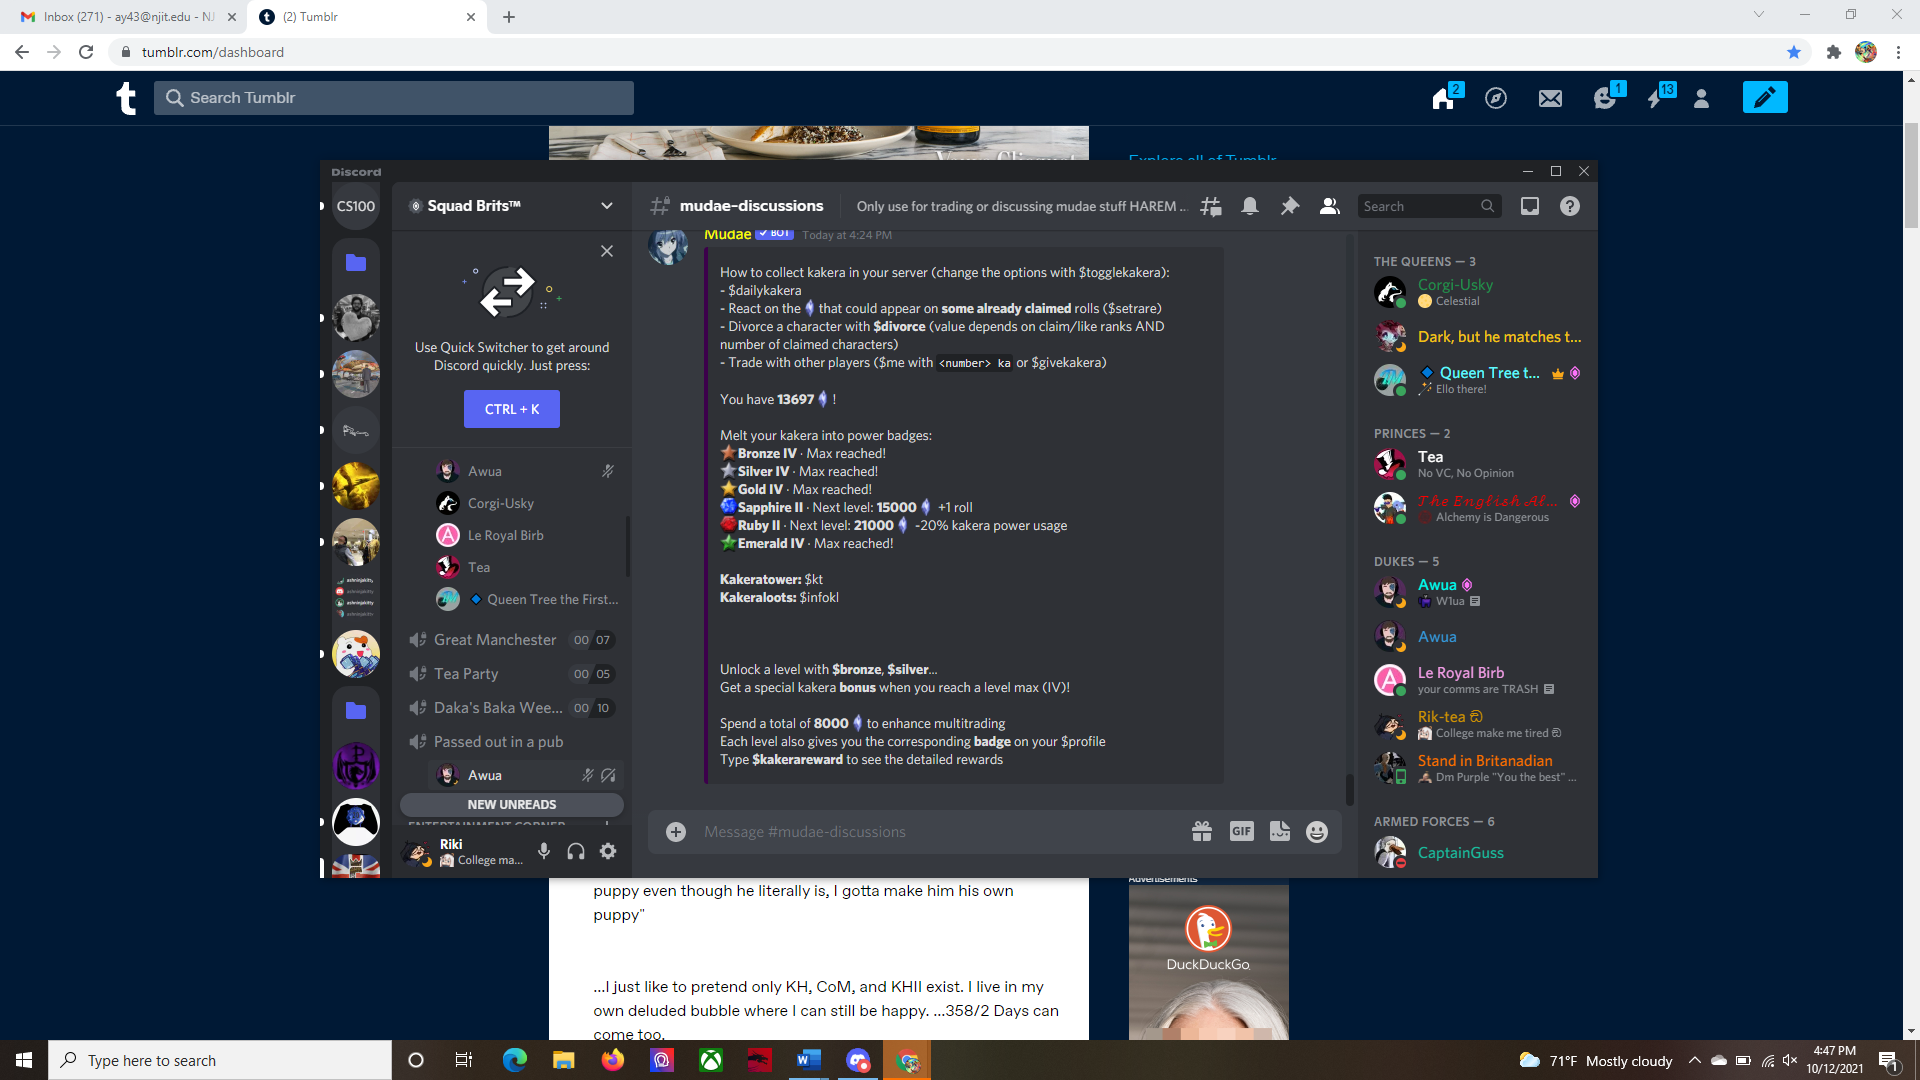 Inbox (271) - ay43@njit.edu - NJ
(2) Tumblr
tumblr.com/dashboard
Search Tumblr
2
1
13
Explore all of Tumblr
Discord
CS100
Squad Brits™
mudae-discussions
Only use for trading or discussing mudae stuff HAREM ...
Search
Use Quick Switcher to get around
Discord quickly. Just press:
CTRL + K
Awua
Corgi-Usky
Le Royal Birb
Tea
Queen Tree the First...
Great Manchester 00 07
Tea Party 00 05
Daka's Baka Wee... 00 10
Passed out in a pub
Awua
NEW UNREADS
ENTERTAINMENT CORNER
Riki
College ma...
Mudae BOT Today at 4:24 PM
How to collect kakera in your server (change the options with $togglekakera):
- $dailykakera
- React on the that could appear on some already claimed rolls ($setrare)
- Divorce a character with $divorce (value depends on claim/like ranks AND
number of claimed characters)
- Trade with other players ($me with <number> ka or $givekakera)
You have 13697 !
Melt your kakera into power badges:
Bronze IV · Max reached!
Silver IV · Max reached!
Gold IV · Max reached!
Sapphire II · Next level: 15000 +1 roll
Ruby II · Next level: 21000 -20% kakera power usage
Emerald IV · Max reached!
Kakeratower: $kt
Kakeraloots: $infokl
Unlock a level with $bronze, $silver...
Get a special kakera bonus when you reach a level max (IV)!
Spend a total of 8000 to enhance multitrading
Each level also gives you the corresponding badge on your $profile
Type $kakerareward to see the detailed rewards
Message #mudae-discussions
GIF
THE QUEENS — 3
Corgi-Usky
Celestial
Dark, but he matches t...
Queen Tree t...
Ello there!
PRINCES — 2
Tea
No VC, No Opinion
The English Al...
Alchemy is Dangerous
DUKES — 5
Awua
W1ua
Awua
Le Royal Birb
your comms are TRASH
Rik-tea
College make me tired
Stand in Britanadian
Dm Purple "You the best" ...
ARMED FORCES — 6
CaptainGuss
puppy even though he literally is, I gotta make him his own
puppy"
...I just like to pretend only KH, CoM, and KHII exist. I live in my
own deluded bubble where I can still be happy. ...358/2 Days can
come too.
Advertisements
DuckDuckGo
Type here to search
71°F Mostly cloudy
4:47 PM
10/12/2021
1